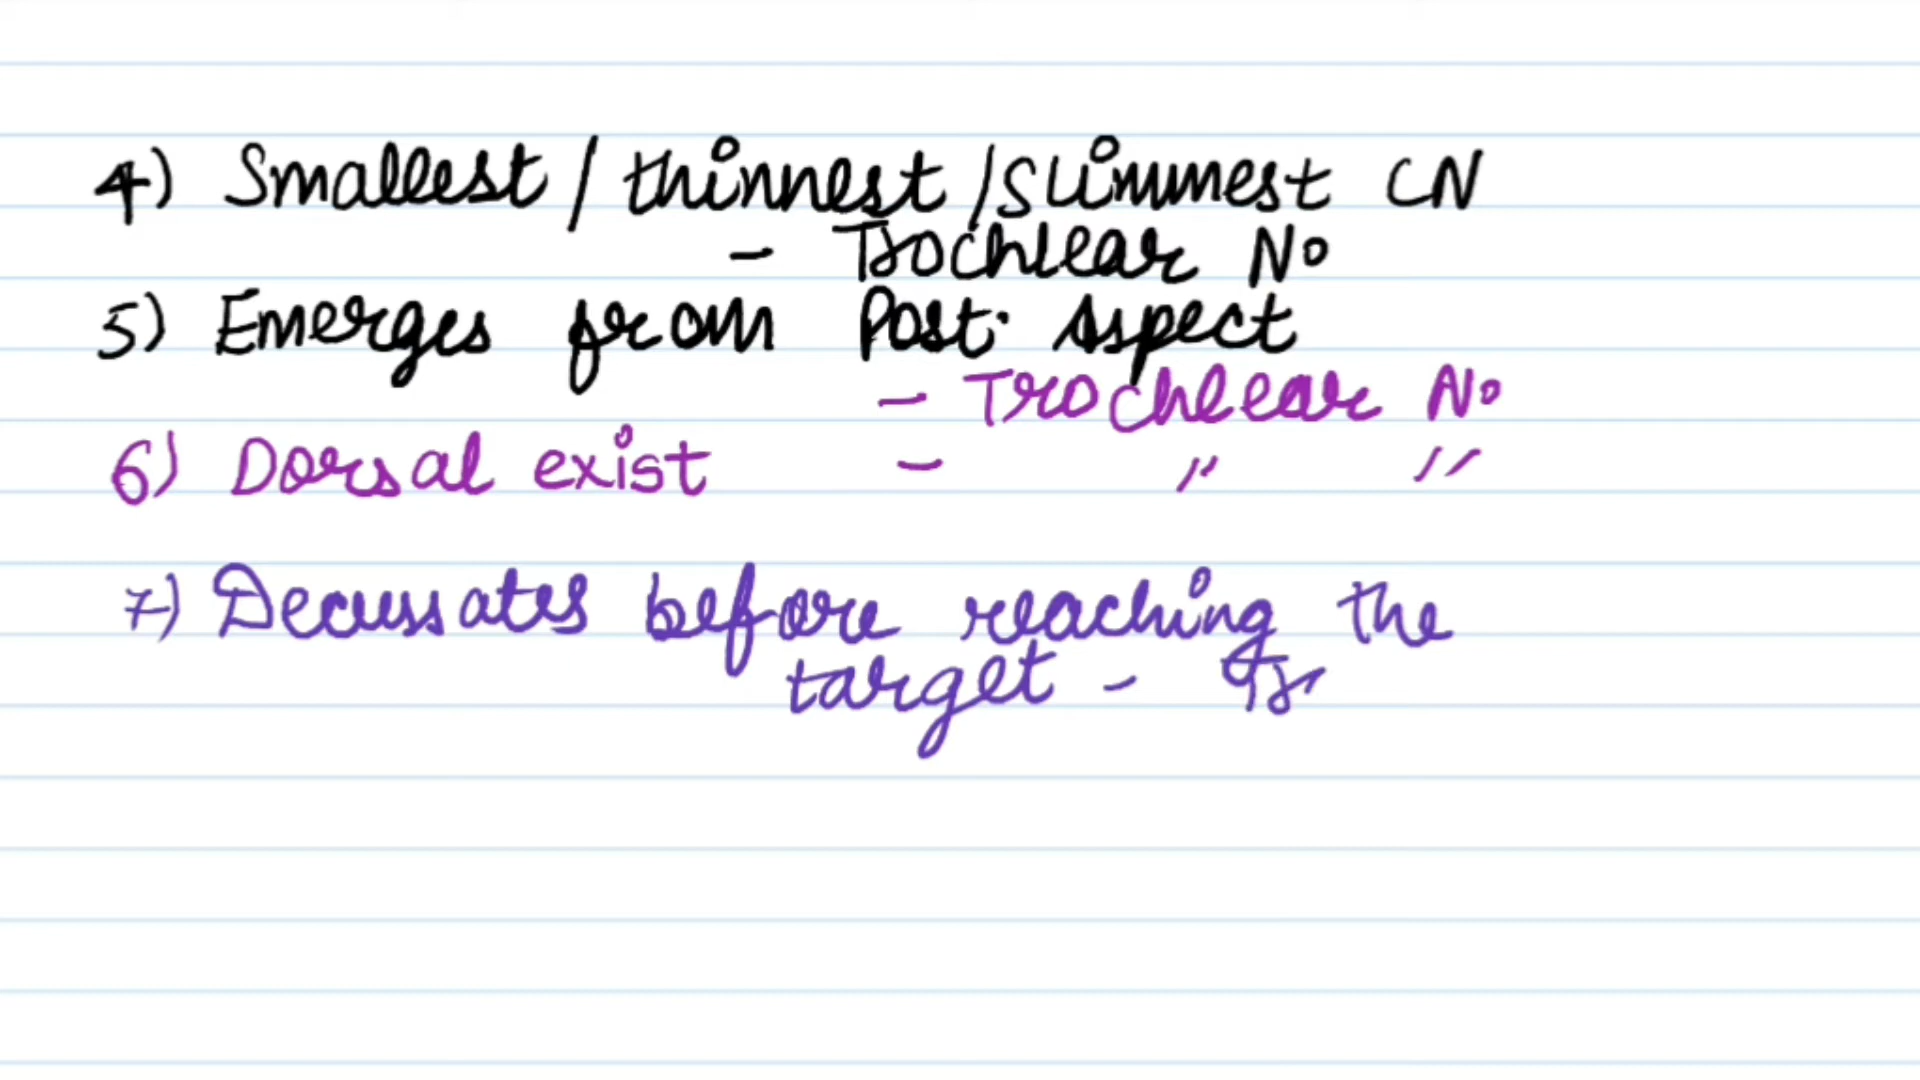 4) Smallest / thinnest / Slimmest CN
- Trochlear N.
5) Emerges from Post. Aspect
- Trochlear N.
6) Dorsal exist - " "
7) Decussates before reaching the
target - Tr